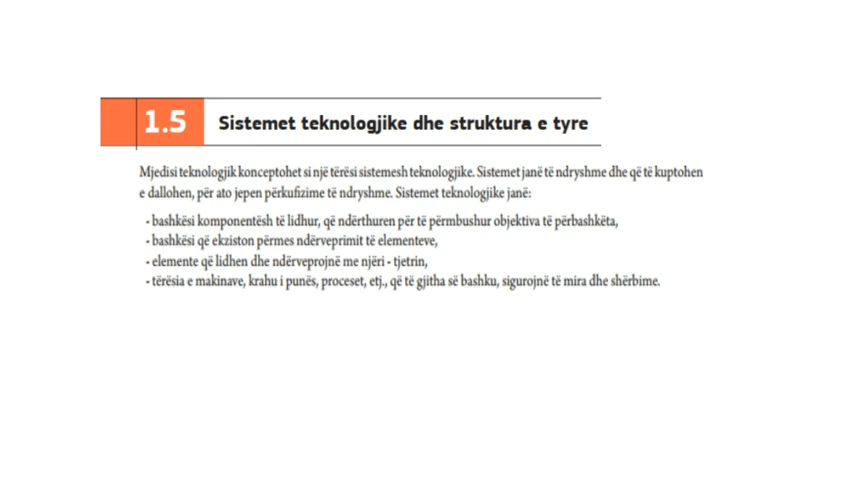 1.5 Sistemet teknologjike dhe struktura e tyre
Mjedisi teknologjik konceptohet si një tërësi sistemesh teknologjike. Sistemet janë të ndryshme dhe që të kuptohen
e dallohen, për ato jepen përkufizime të ndryshme. Sistemet teknologjike janë:
- bashkësi komponentësh të lidhur, që ndërthuren për të përmbushur objektiva të përbashkëta,
- bashkësi që ekziston përmes ndërveprimit të elementeve,
- elemente që lidhen dhe ndërveprojnë me njëri - tjetrin,
- tërësia e makinave, krahu i punës, proceset, etj., që të gjitha së bashku, sigurojnë të mira dhe shërbime.